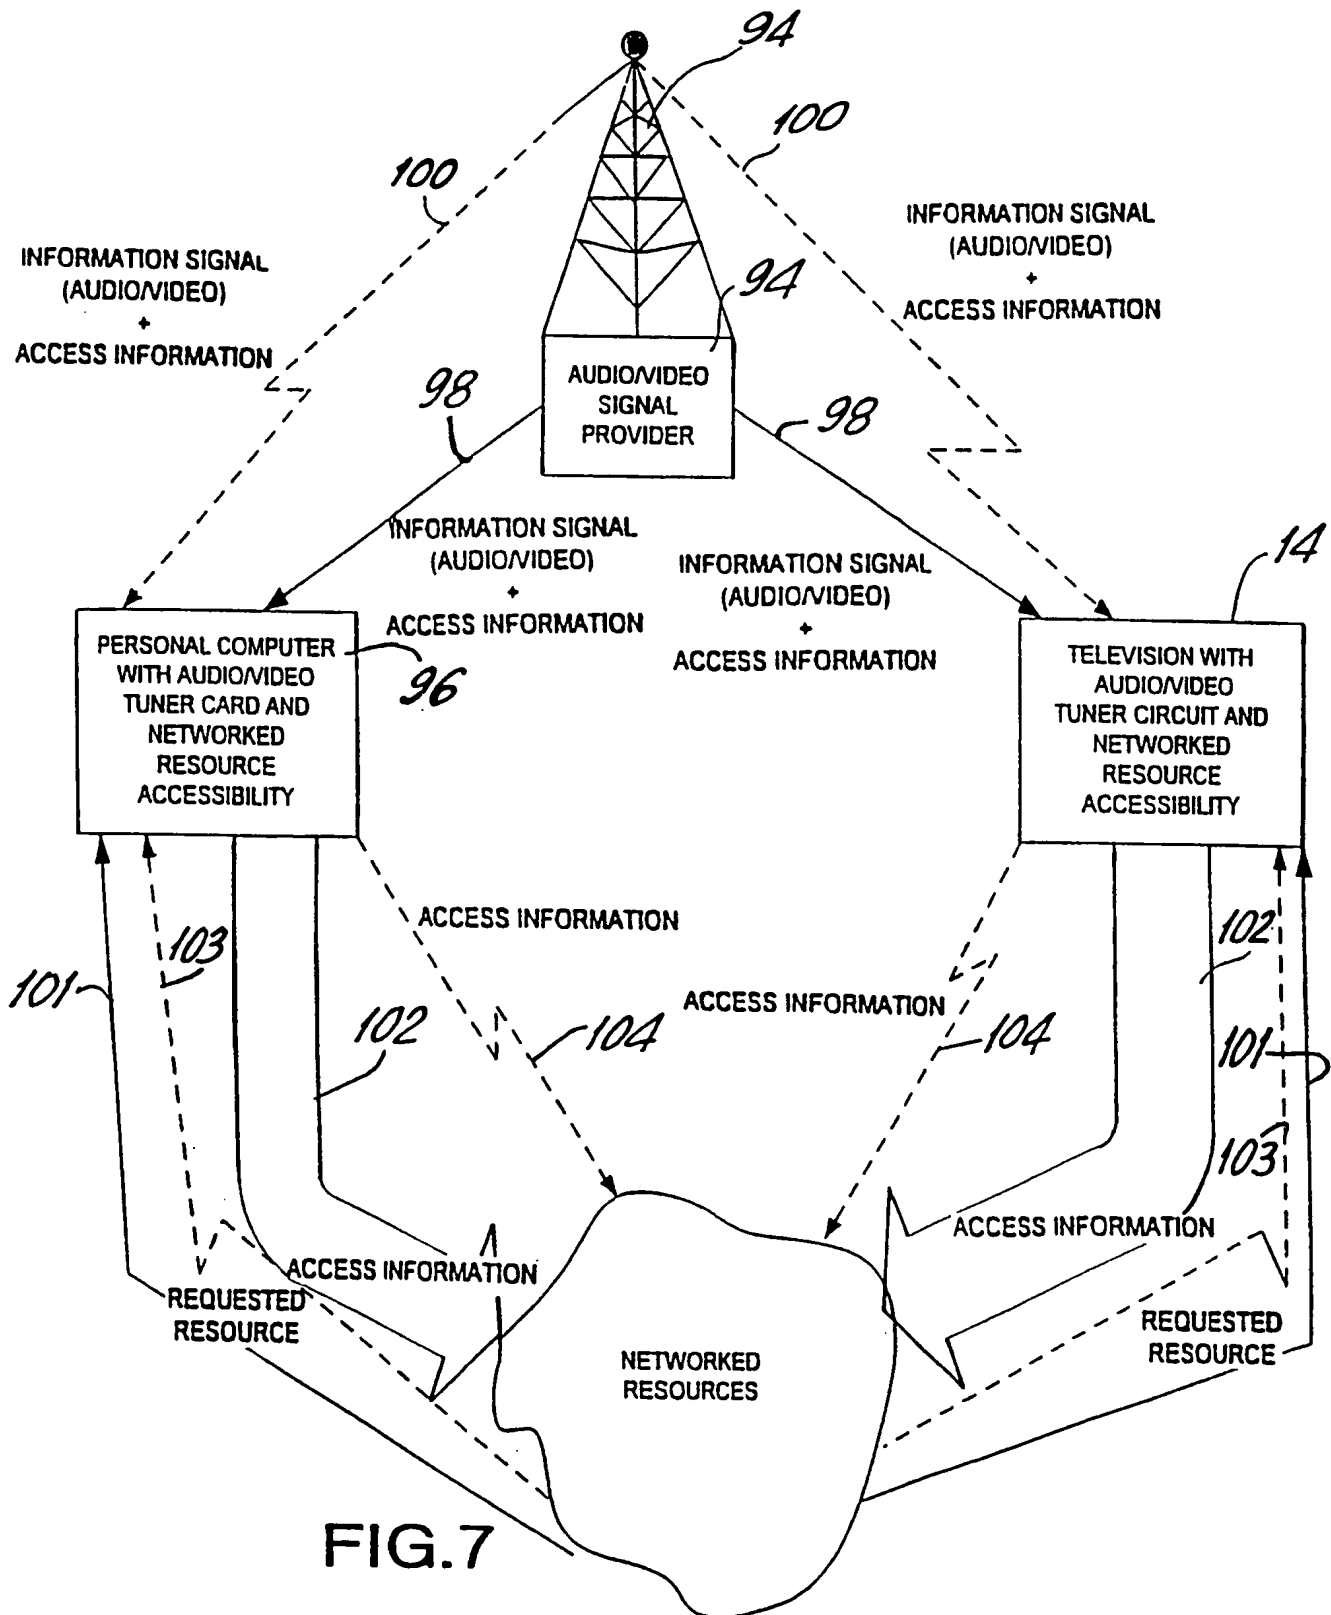 94
100
100
INFORMATION SIGNAL
(AUDIO/VIDEO)
+
ACCESS INFORMATION
INFORMATION SIGNAL
(AUDIO/VIDEO)
+
ACCESS INFORMATION
94
AUDIO/VIDEO
SIGNAL
PROVIDER
98
98
INFORMATION SIGNAL
(AUDIO/VIDEO)
+
ACCESS INFORMATION
INFORMATION SIGNAL
(AUDIO/VIDEO)
+
ACCESS INFORMATION
14
PERSONAL COMPUTER
WITH AUDIO/VIDEO
TUNER CARD AND
NETWORKED
RESOURCE
ACCESSIBILITY
96
TELEVISION WITH
AUDIO/VIDEO
TUNER CIRCUIT AND
NETWORKED
RESOURCE
ACCESSIBILITY
ACCESS INFORMATION
103
102
101
ACCESS INFORMATION
102
104
104
101
103
ACCESS INFORMATION
ACCESS INFORMATION
REQUESTED
RESOURCE
REQUESTED
RESOURCE
NETWORKED
RESOURCES
FIG.7